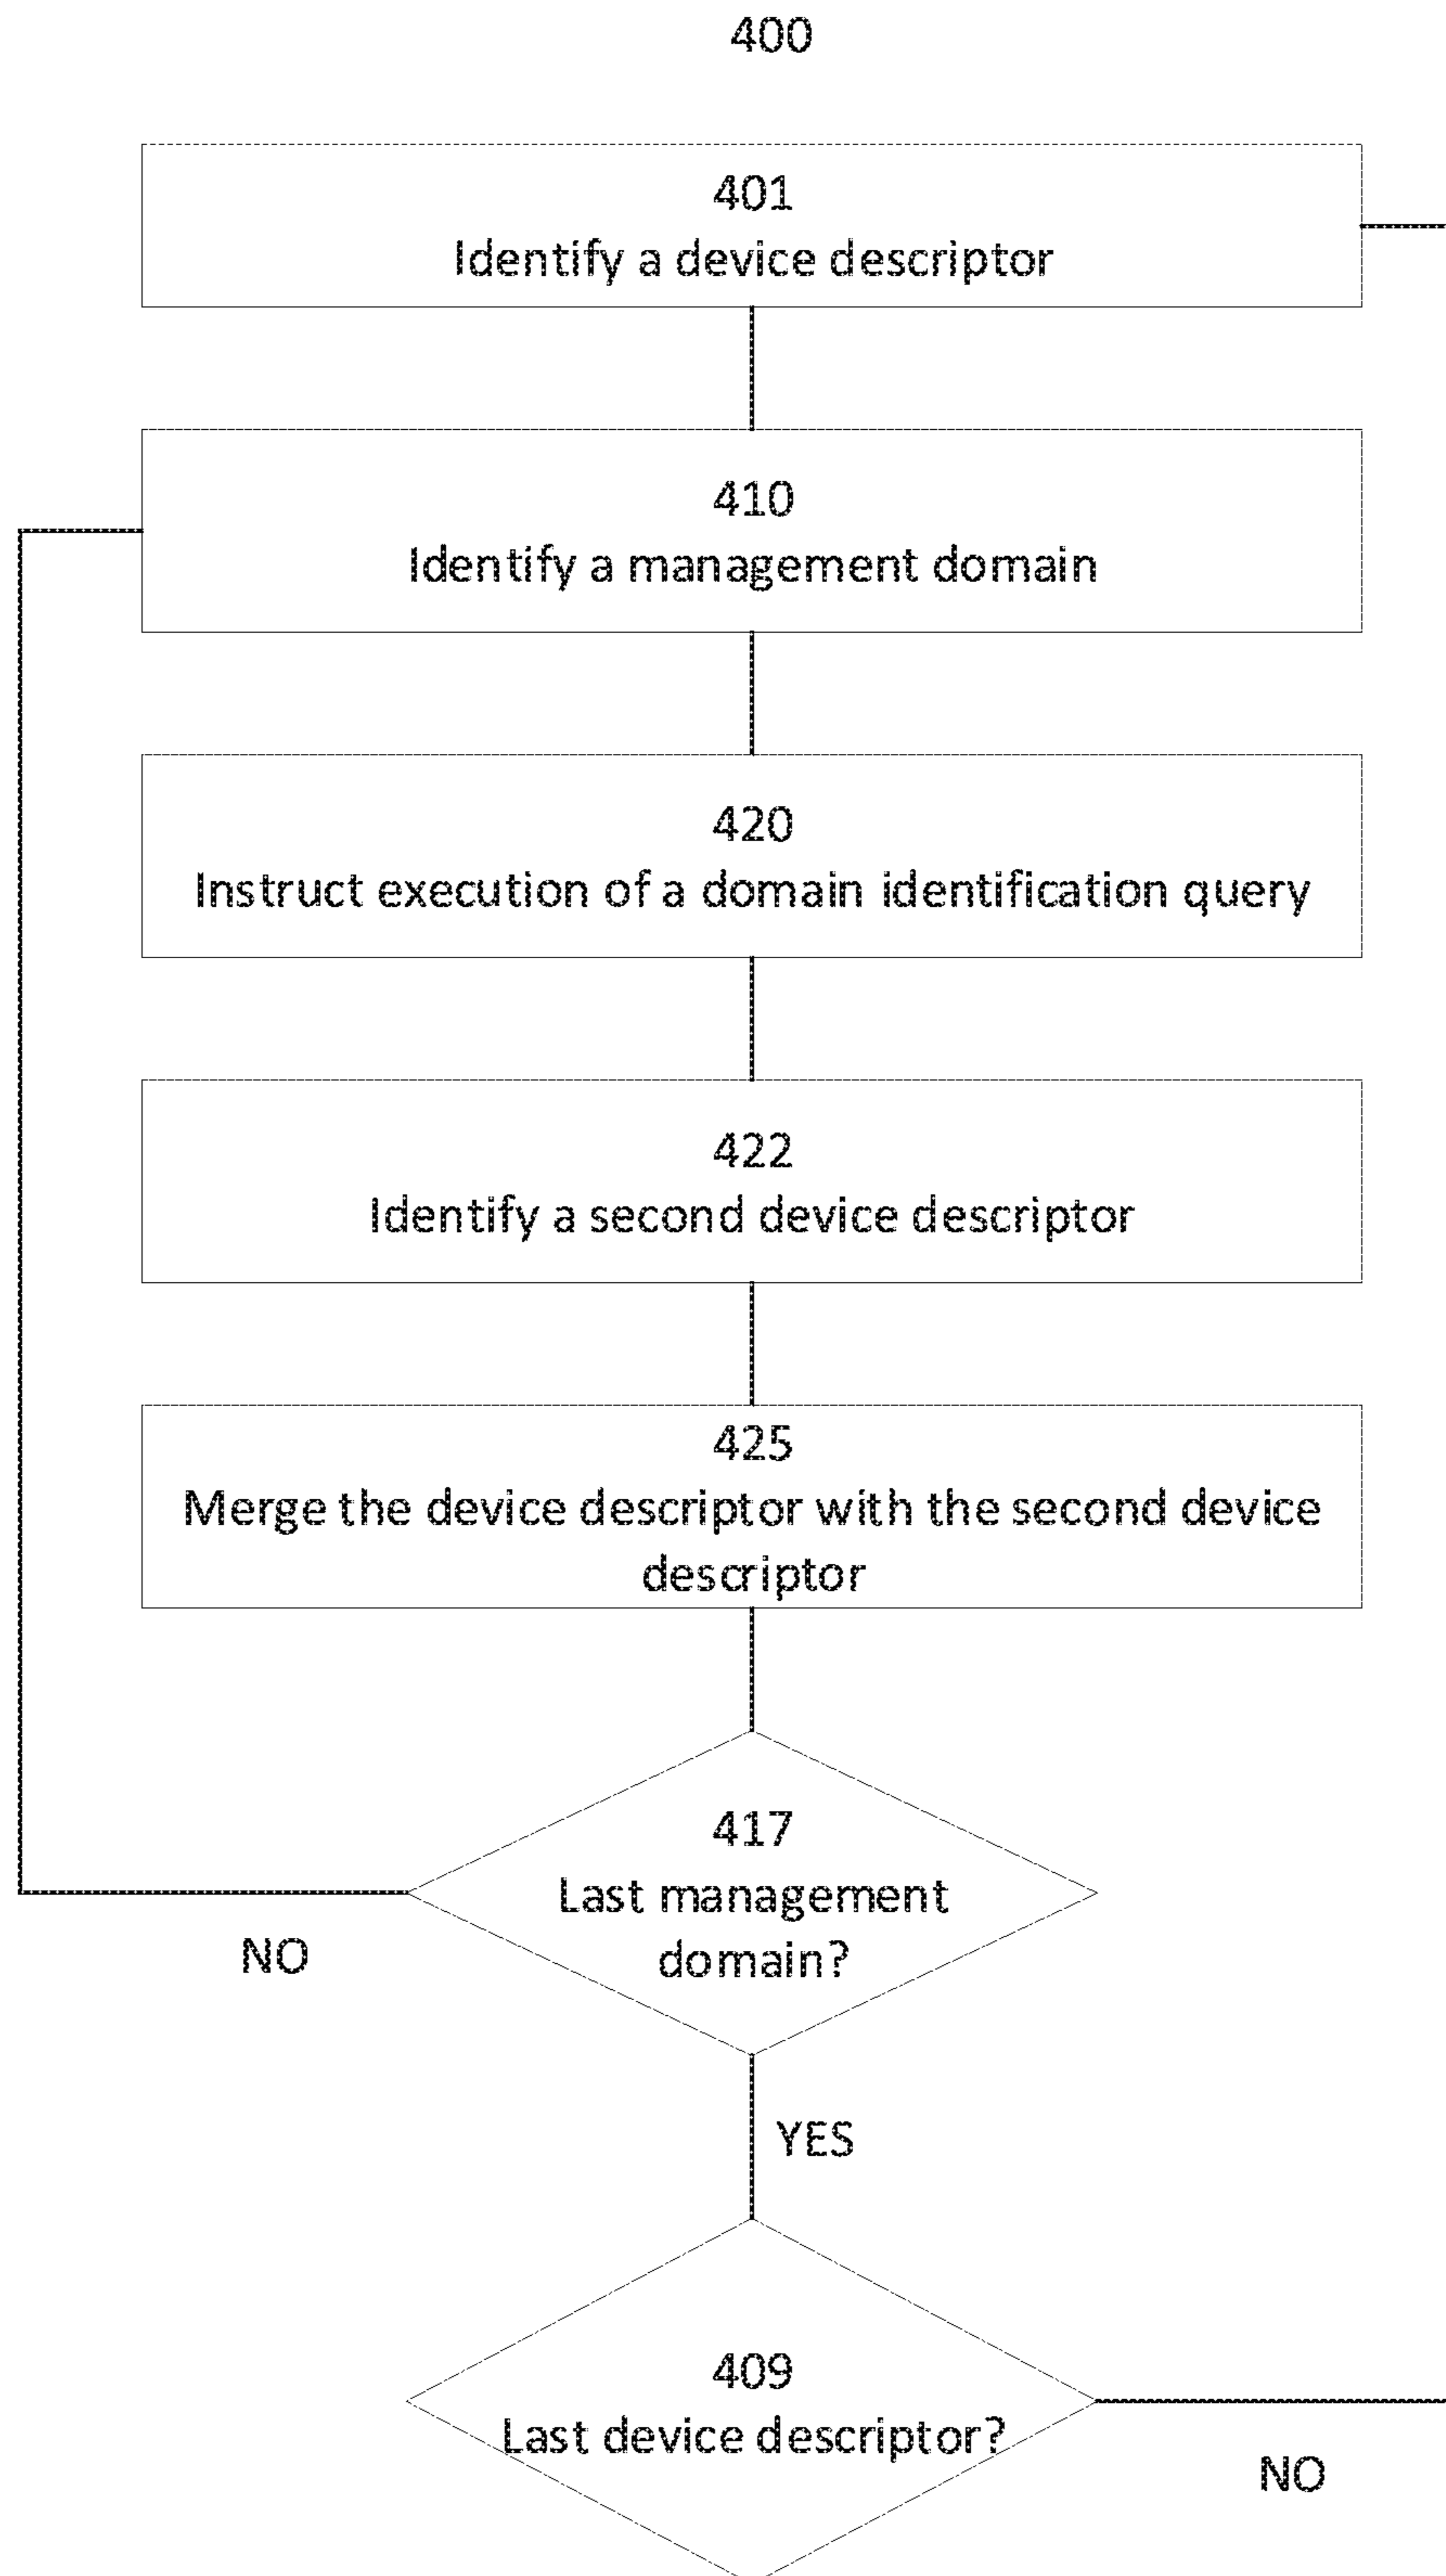 400
401
Identify a device descriptor
410
Identify a management domain
420
Instruct execution of a domain identification query
422
Identify a second device descriptor
425
Merge the device descriptor with the second device
descriptor
417
Last management
domain?
NO
YES
409
Last device descriptor?
NO